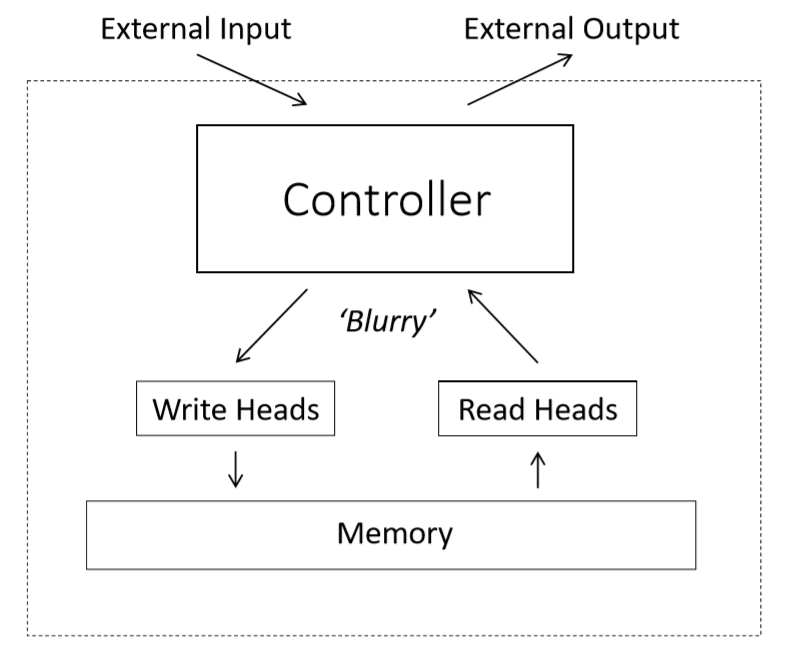 External Input
External Output
Controller
‘Blurry’
Write Heads
Read Heads
Memory